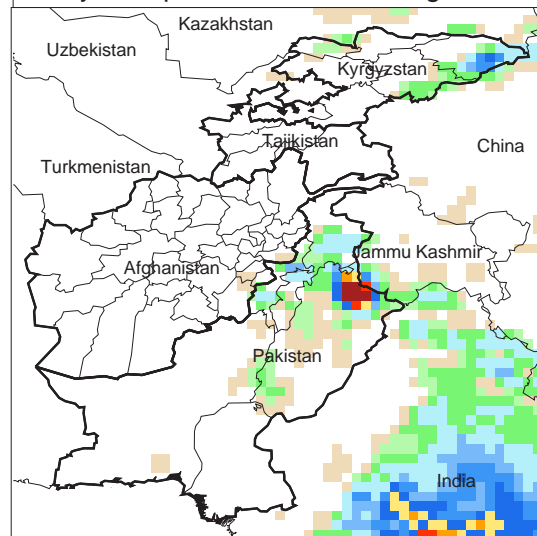 Kazakhstan
Uzbekistan
Kyrgyzstan
Tajikistan
China
Turkmenistan
Jammu Kashmir
Afghanistan
Pakistan
India